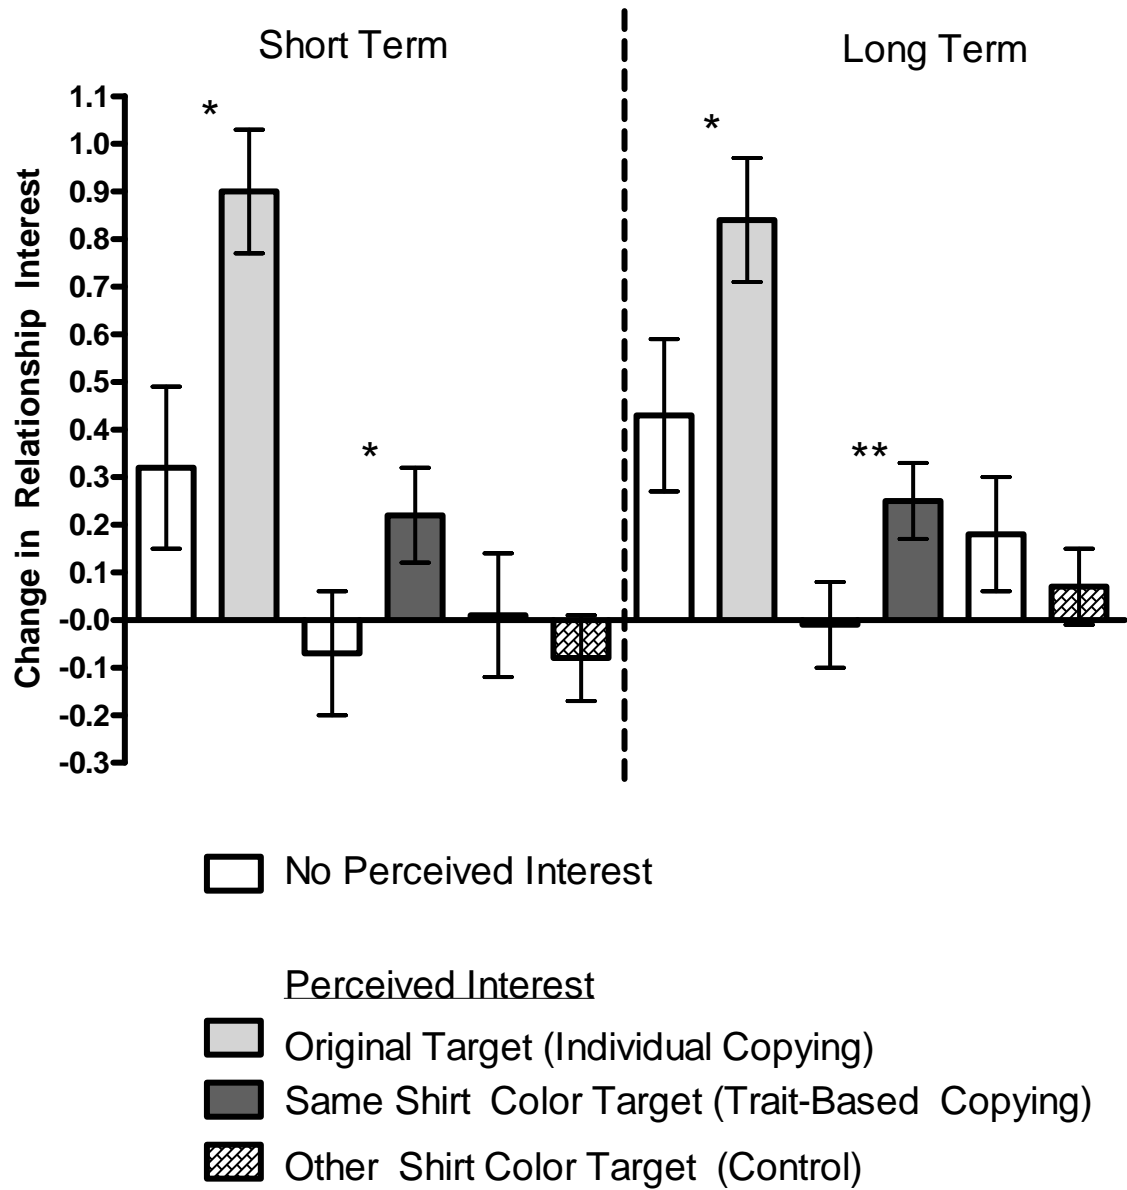 Short Term
Long Term
Change in Relationship Interest
1.1
1.0
0.9
0.8
0.7
0.6
0.5
0.4
0.3
0.2
0.1
-0.0
-0.1
-0.2
-0.3
*
*
*
**
No Perceived Interest
Perceived Interest
Original Target (Individual Copying)
Same Shirt Color Target (Trait-Based Copying)
Other Shirt Color Target (Control)